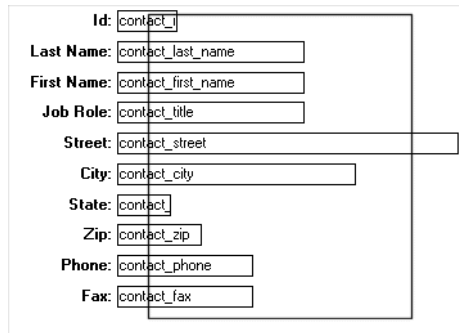 Id: contact_i
Last Name: contact_last_name
First Name: contact_first_name
Job Role: contact_title
Street: contact_street
City: contact_city
State: contact_
Zip: contact_zip
Phone: contact_phone
Fax: contact_fax